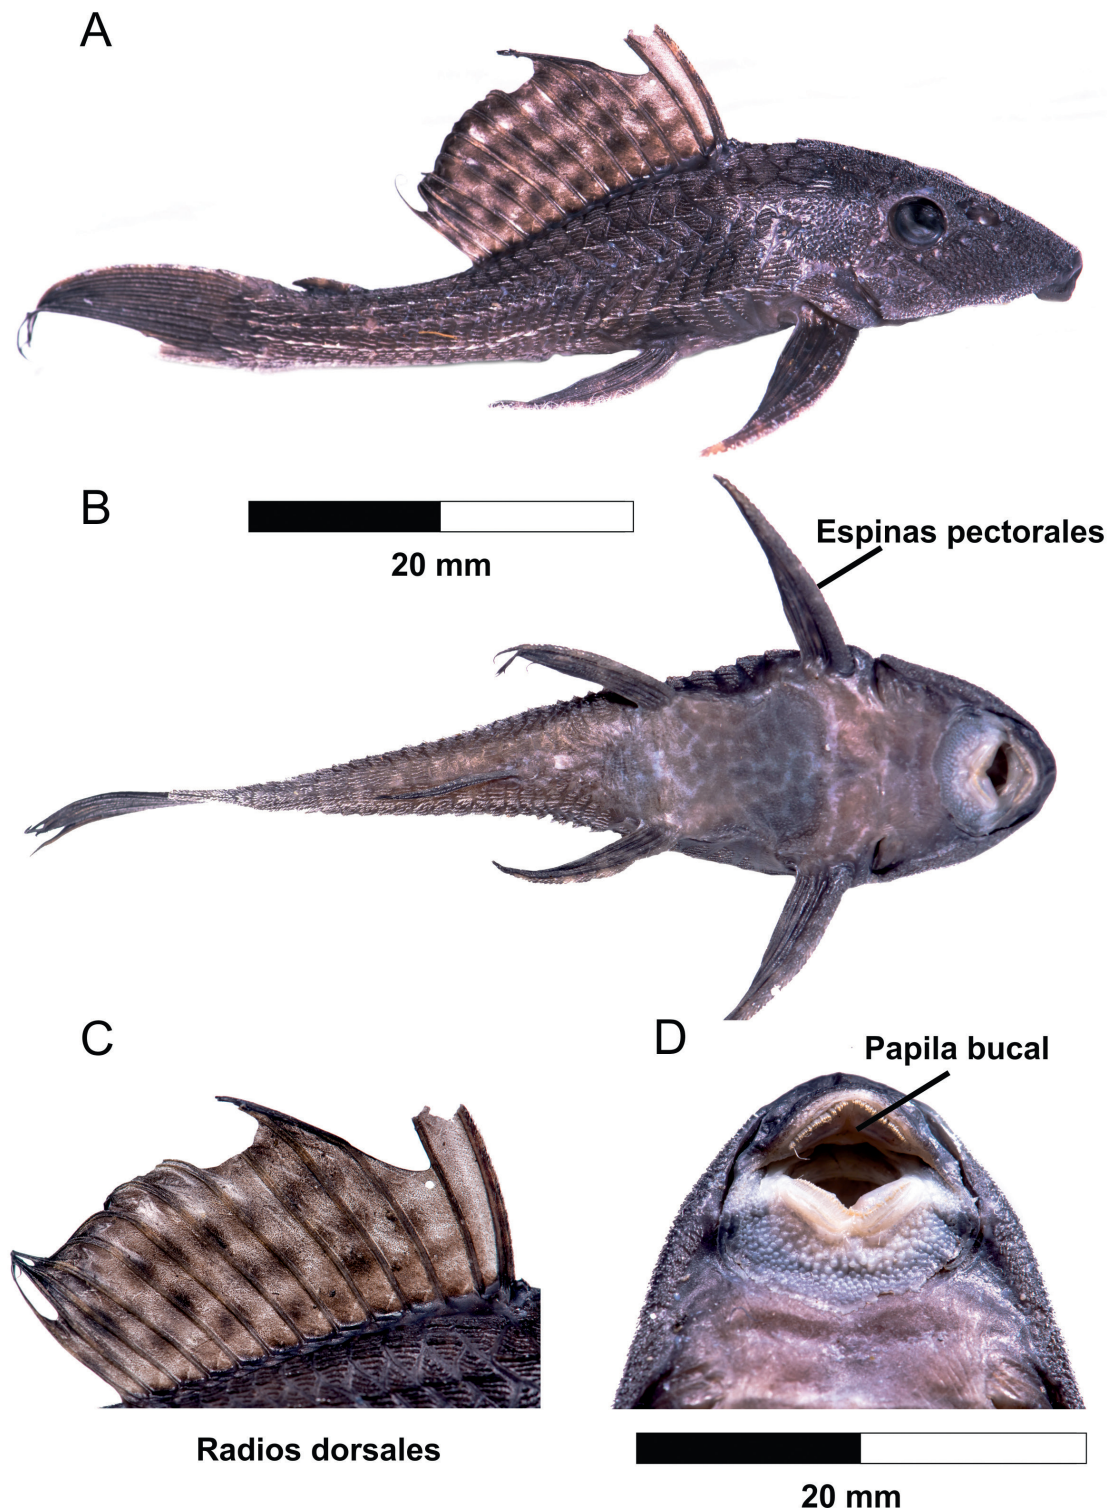 A
B
20 mm
Espinas pectorales
C
D
Papila bucal
Radios dorsales
20 mm